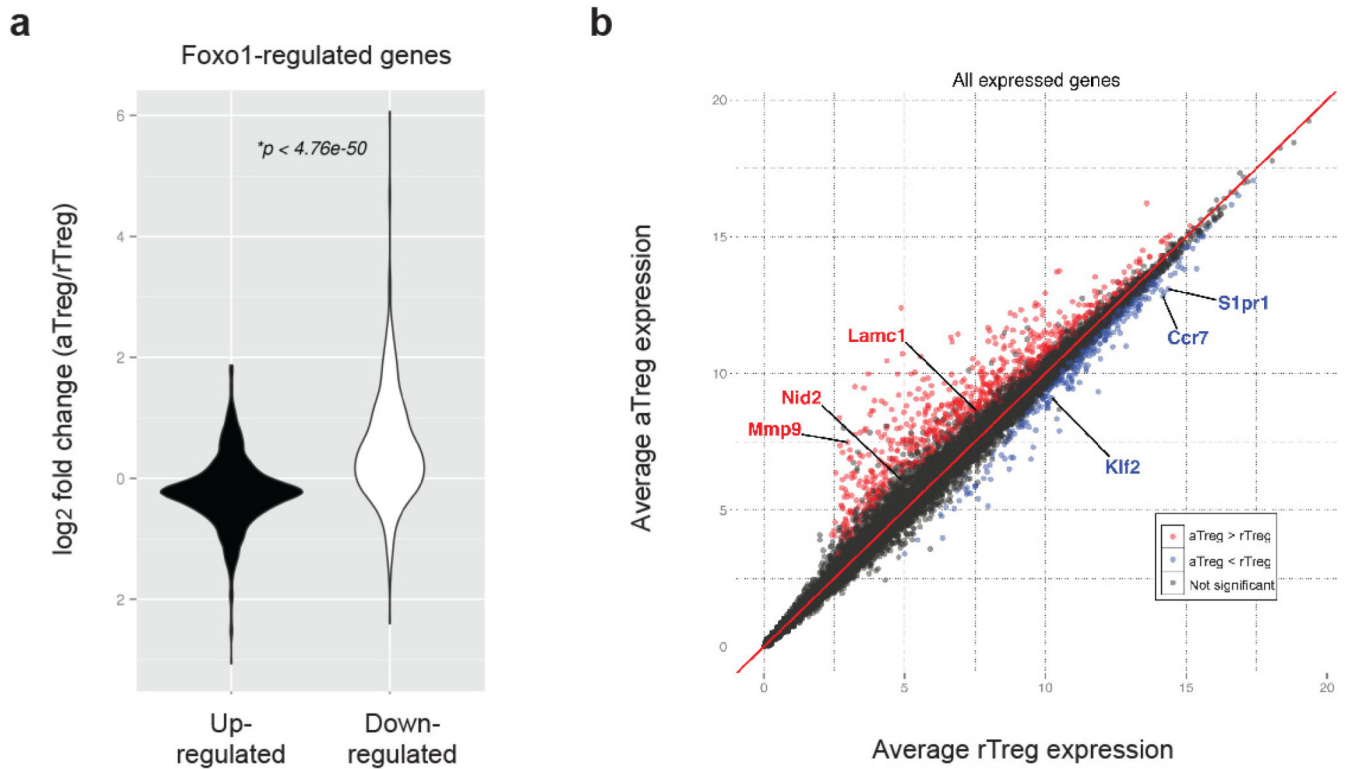 a
Foxo1-regulated genes
*p < 4.76e-50
log2 fold change (aTreg/rTreg)
6
4
2
0
2
Up-
regulated
Down-
regulated
b
All expressed genes
Average aTreg expression
20
15
10
5
0
Lamc1
Nid2
Mmp9
S1pr1
Ccr7
Klf2
aTreg > rTreg
aTreg < rTreg
Not significant
0
5
10
15
20
Average rTreg expression